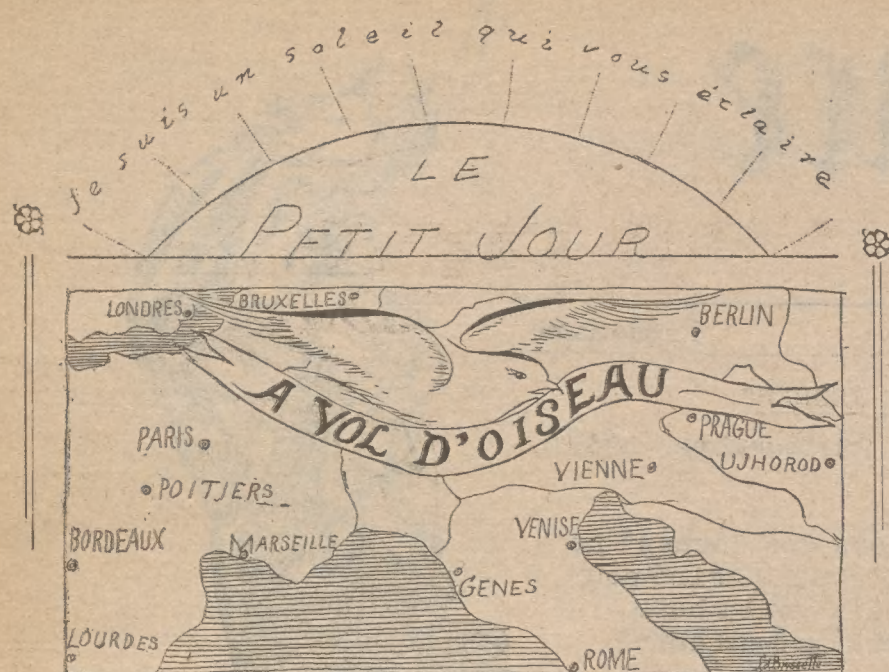 Je suis un soleil qui vous éclaire
LE
PETIT JOUR
LONDRES
BRUXELLES
BERLIN
A VOL D'OISEAU
PARIS
PRAGUE
UJHOROD
VIENNE
POITIERS
BORDEAUX
MARSEILLE
VENISE
GENES
LOURDES
ROME